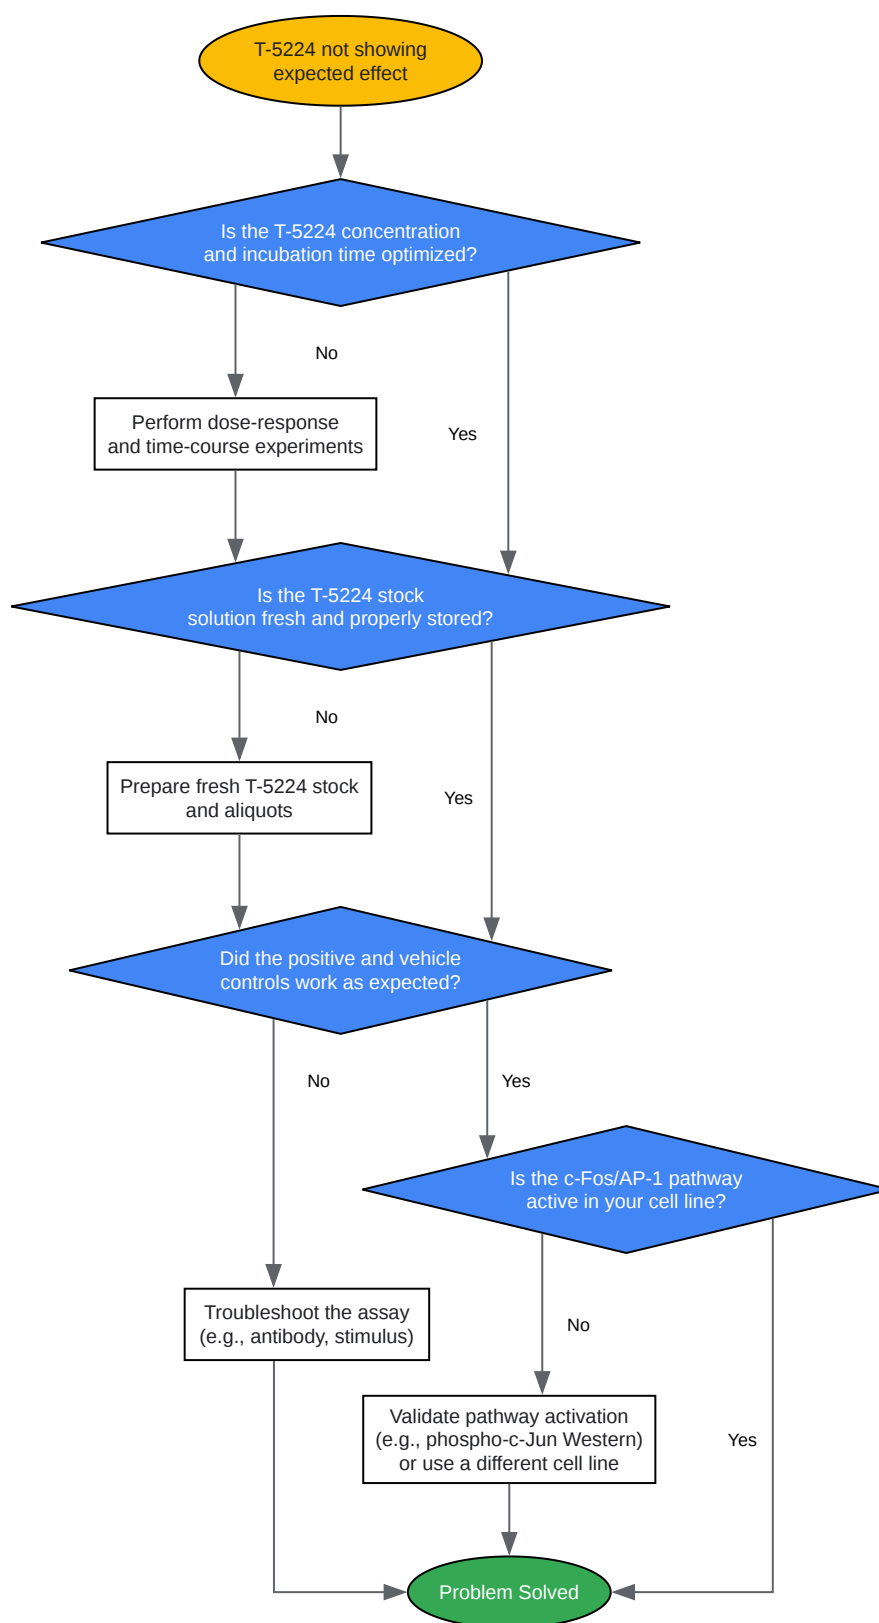 T-5224 not showing
expected effect
Is the T-5224 concentration
and incubation time optimized?
No
Perform dose-response
and time-course experiments
Yes
Is the T-5224 stock
solution fresh and properly stored?
No
Prepare fresh T-5224 stock
and aliquots
Yes
Did the positive and vehicle
controls work as expected?
No
Yes
Is the c-Fos/AP-1 pathway
active in your cell line?
Troubleshoot the assay
(e.g., antibody, stimulus)
No
Validate pathway activation
(e.g., phospho-c-Jun Western)
or use a different cell line
Yes
Problem Solved